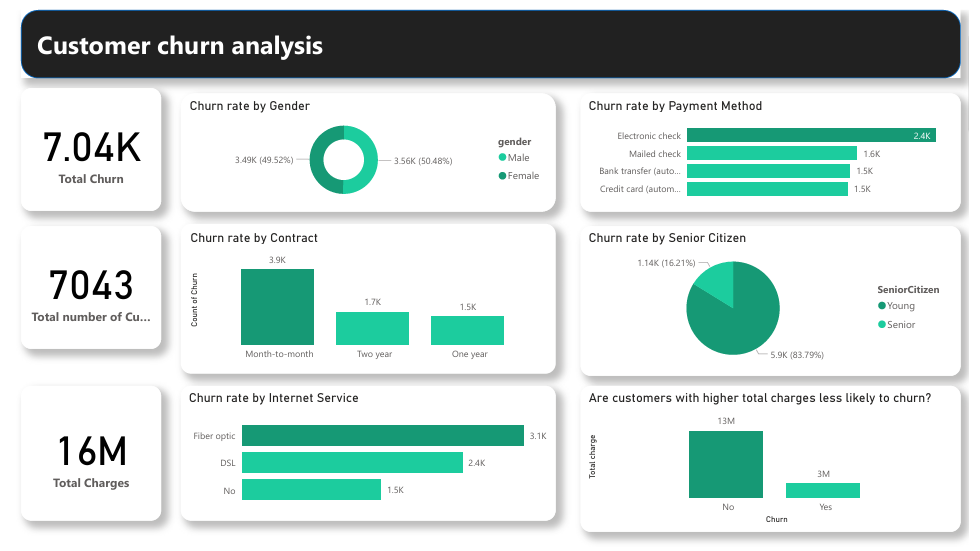 Customer churn analysis
7.04K
Total Churn
Churn rate by Gender
3.49K (49.52%)
3.56K (50.48%)
gender
Male
Female
Churn rate by Payment Method
Electronic check
2.4K
Mailed check
1.6K
Bank transfer (auto...
1.5K
Credit card (autom...
1.5K
7043
Total number of Cu...
Churn rate by Contract
Count of Churn
3.9K
1.7K
1.5K
Month-to-month
Two year
One year
Churn rate by Senior Citizen
1.14K (16.21%)
5.9K (83.79%)
SeniorCitizen
Young
Senior
16M
Total Charges
Churn rate by Internet Service
Fiber optic
3.1K
DSL
2.4K
No
1.5K
Are customers with higher total charges less likely to churn?
Total charge
13M
3M
No
Yes
Churn